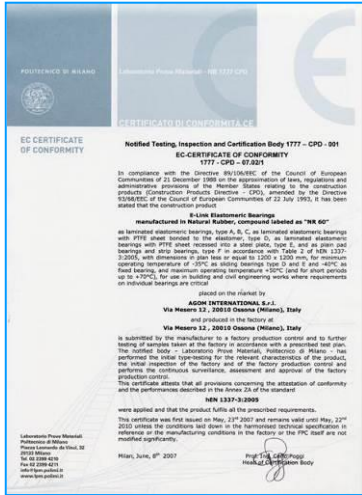 POLITECNICO DI MILANO
Laboratorio Prove Materiali - NB 1777 CPD
CERTIFICATO DI CONFORMITÀ CE
EC CERTIFICATE
OF CONFORMITY
Notified Testing, Inspection and Certification Body 1777 – CPD - 001
EC-CERTIFICATE OF CONFORMITY
1777 - CPD – 07.02/1
In compliance with the Directive 89/106/EEC of the Council of European
Communities of 21 December 1988 on the approximation of laws, regulations and
administrative provisions of the Member States relating to the construction
products (Construction Products Directive - CPD), amended by the Directive
93/68/EEC of the Council of European Communities of 22 July 1993, it has been
stated that the construction product
E-Link Elastomeric Bearings
manufactured in Natural Rubber, compound labeled as "NR 60"
as laminated elastomeric bearings, type A, B, C, as laminated elastomeric bearings
with PTFE sheet bonded to the elastomer, type D, as laminated elastomeric
bearings with PTFE sheet recessed into a steel plate, type E, and as plain pad
bearings and strip bearings, type F in accordance with Table 2 of hEN 1337-
3:2005, with dimensions in plan less or equal to 1200 x 1200 mm, for minimum
operating temperature of -35°C as sliding bearings type D and E and -40°C as
fixed bearing, and maximum operating temperature +50°C (and for short periods
up to +70°C), for use in building and civil engineering works where requirements
on individual bearings are critical
placed on the market by
AGOM INTERNATIONAL S.r.l.
Via Mesero 12 , 20010 Ossona (Milano), Italy
and produced in the factory at
Via Mesero 12 , 20010 Ossona (Milano), Italy
is submitted by the manufacturer to a factory production control and to further
testing of samples taken at the factory in accordance with a prescribed test plan.
The notified body – Laboratorio Prove Materiali, Politecnico di Milano - has
performed the initial type-testing for the relevant characteristics of the product,
the initial inspection of the factory and of the factory production control and
performs the continuous surveillance, assessment and approval of the factory
production control.
This certificate attests that all provisions concerning the attestation of conformity
and the performances described in the Annex ZA of the standard
hEN 1337-3:2005
were applied and that the product fulfils all the prescribed requirements.
This certificate was first issued on May, 23rd 2007 and remains valid until May, 22nd
2010 unless the conditions laid down in the harmonised technical specification in
reference or the manufacturing conditions in the factory or the FPC itself are not
modified significantly.
Milan, June, 8th 2007
Prof. Ing. Carlo Poggi
Head of Certification Body
Laboratorio Prove Materiali
Politecnico di Milano
Piazza Leonardo da Vinci, 32
20133 Milano
Tel. 02 2399 4210
Fax 02 2399 4211
info@lpm.polimi.it
www.lpm.polimi.it